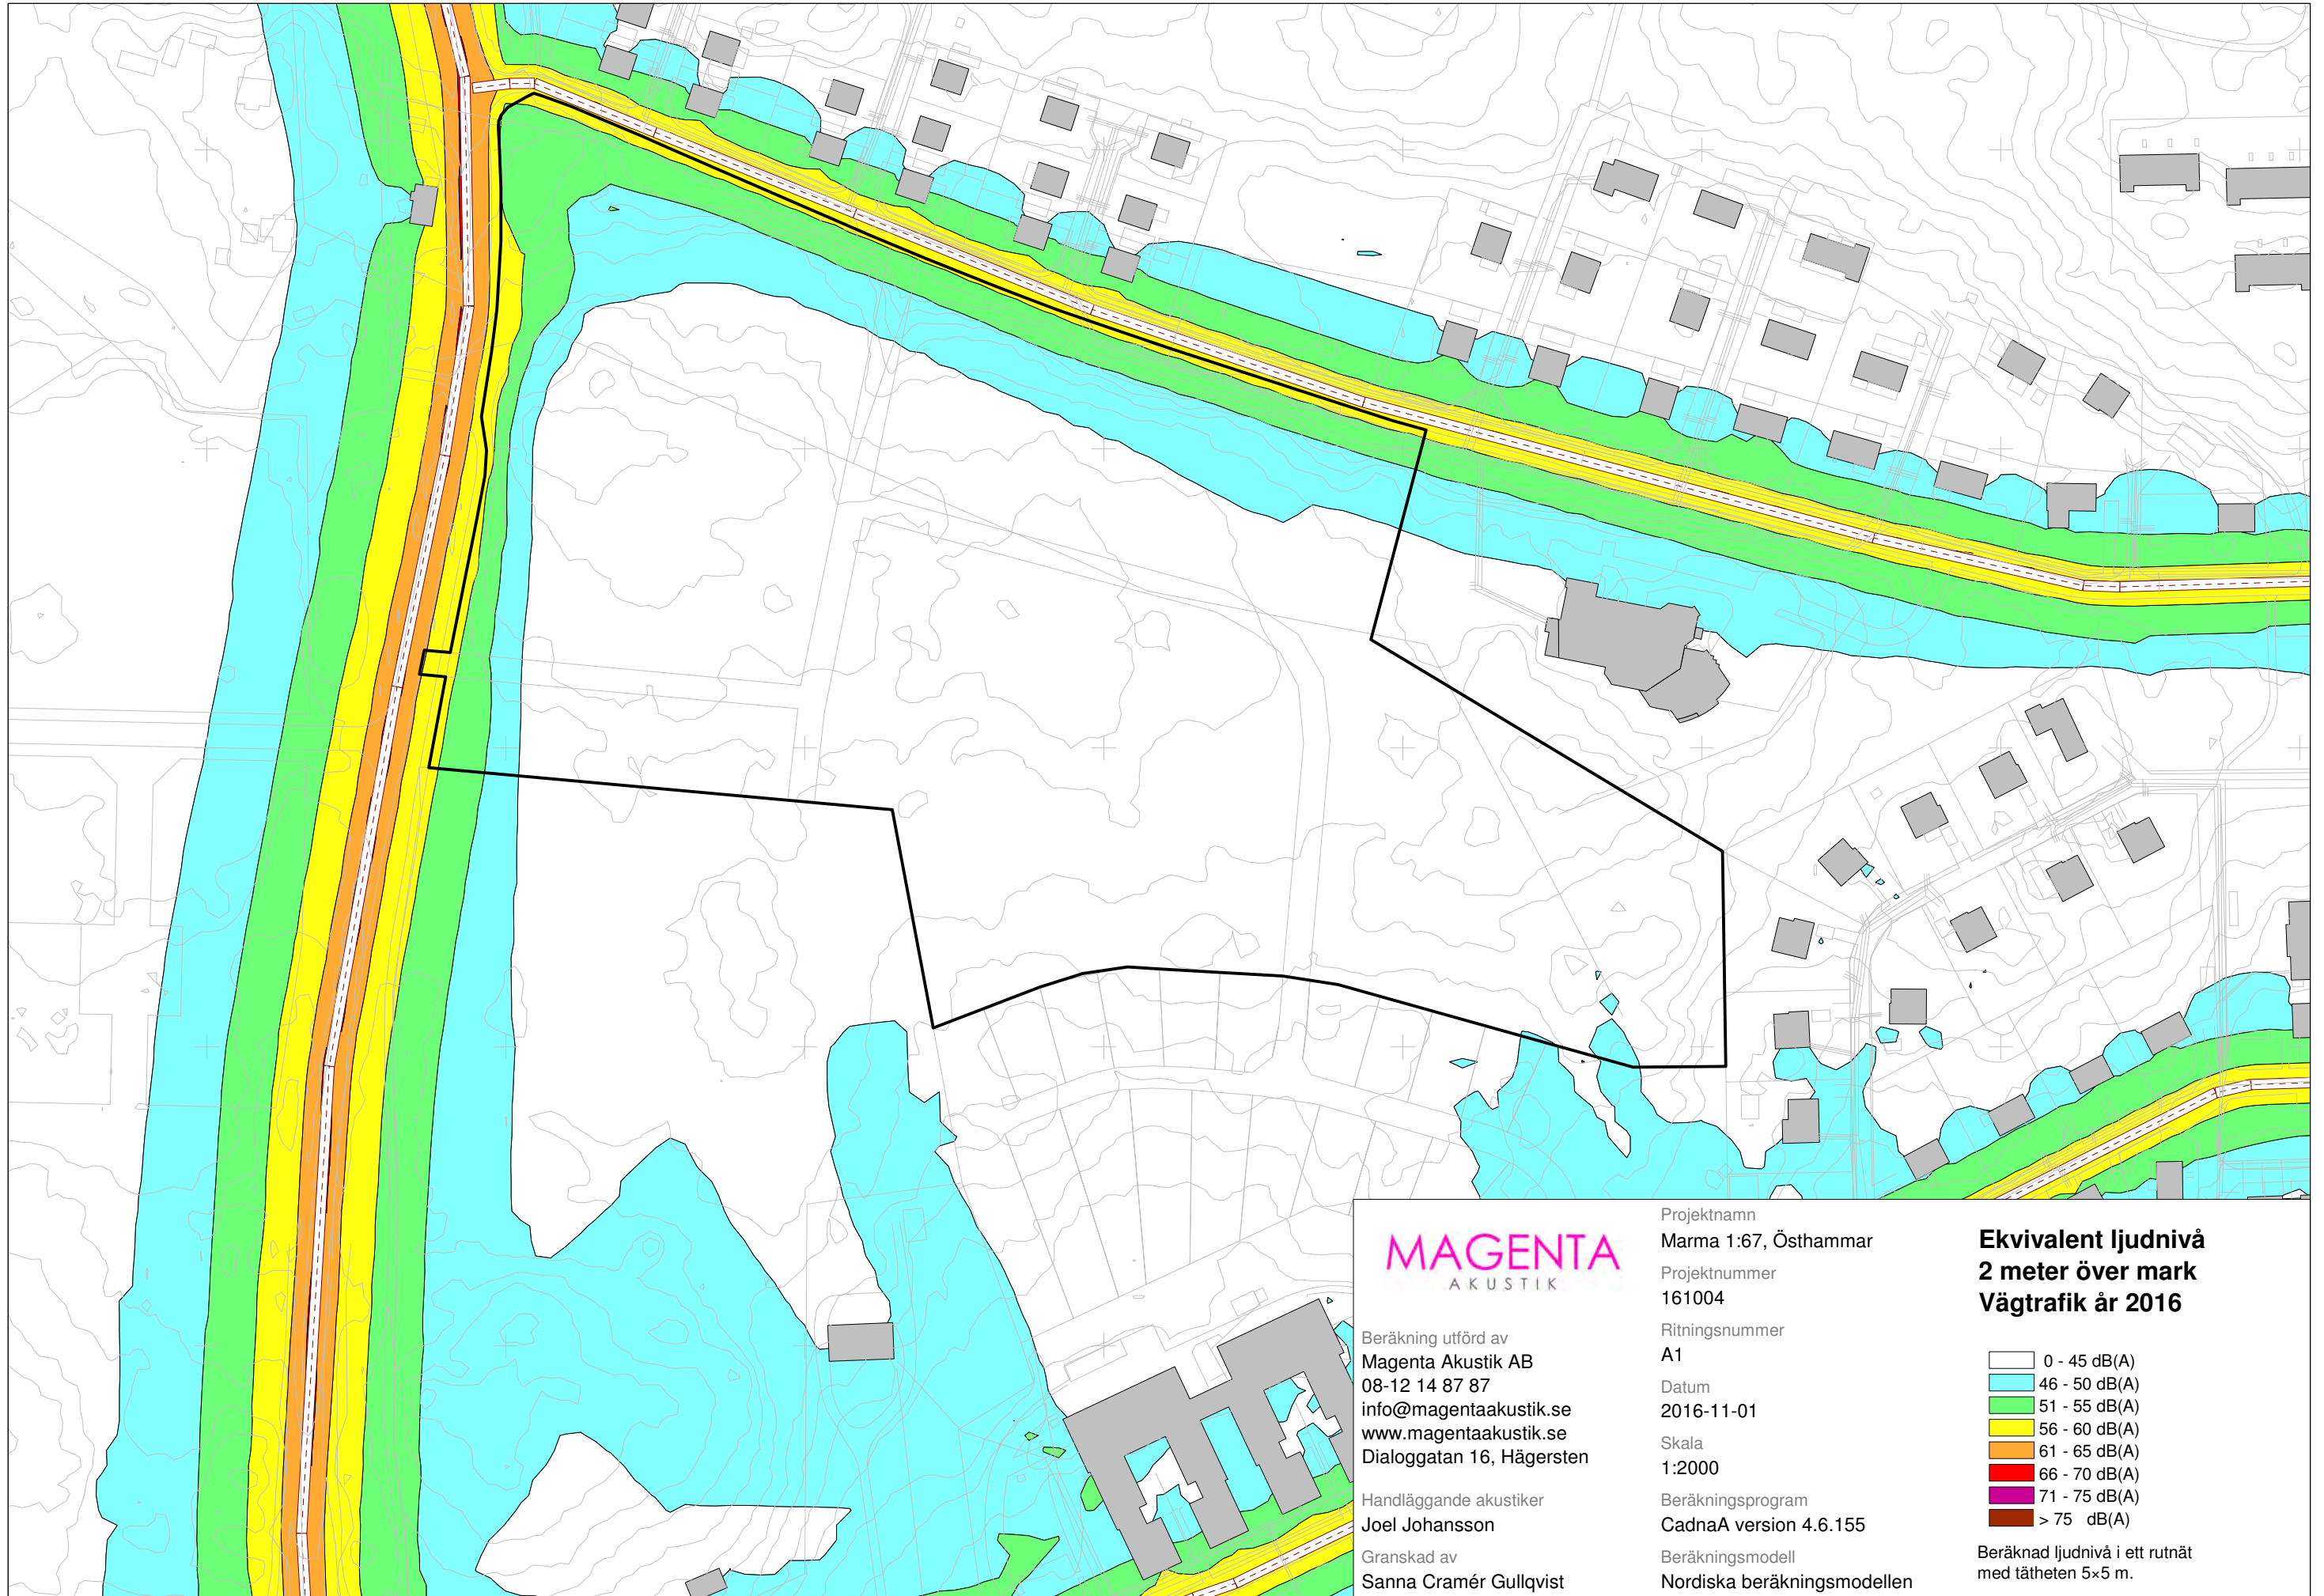 MAGENTA
AKUSTIK
Beräkning utförd av
Magenta Akustik AB
08-12 14 87 87
info@magentaakustik.se
www.magentaakustik.se
Dialoggatan 16, Hägersten
Handläggande akustiker
Joel Johansson
Granskad av
Sanna Cramér Gullqvist
Projektnamn
Marma 1:67, Östhammar
Projektnummer
161004
Ritningsnummer
A1
Datum
2016-11-01
Skala
1:2000
Beräkningsprogram
CadnaA version 4.6.155
Beräkningsmodell
Nordiska beräkningsmodellen
Ekvivalent ljudnivå
2 meter över mark
Vägtrafik år 2016
0 - 45 dB(A)
46 - 50 dB(A)
51 - 55 dB(A)
56 - 60 dB(A)
61 - 65 dB(A)
66 - 70 dB(A)
71 - 75 dB(A)
> 75 dB(A)
Beräknad ljudnivå i ett rutnät
med tätheten 5×5 m.